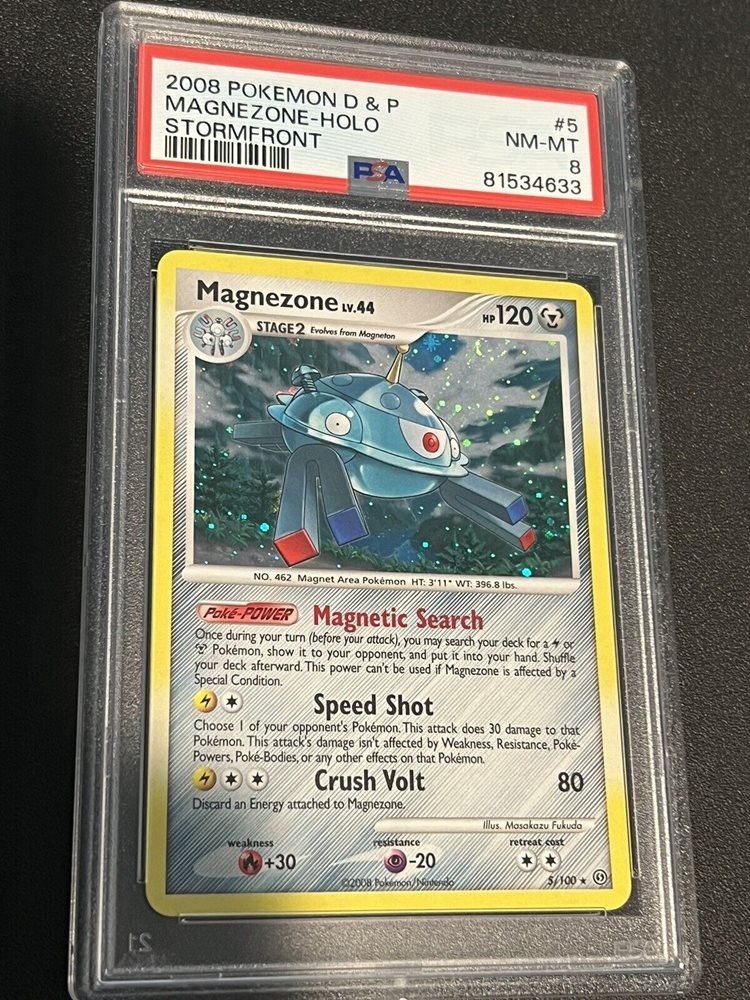 2008 POKEMON D & P #5
MAGNEZONE-HOLO NM-MT
STORMFRONT 8
PSA 81534633
Magnezone LV.44 HP 120
STAGE2 Evolves from Magneton
NO. 462 Magnet Area Pokémon HT: 3'11" WT: 396.8 lbs.
Poké-POWER Magnetic Search
Once during your turn (before your attack), you may search your deck for a or
Pokémon, show it to your opponent, and put it into your hand. Shuffle
your deck afterward. This power can't be used if Magnezone is affected by a
Special Condition.
Speed Shot
Choose 1 of your opponent's Pokémon. This attack does 30 damage to that
Pokémon. This attack's damage isn't affected by Weakness, Resistance, Poké-
Powers, Poké-Bodies, or any other effects on that Pokémon.
Crush Volt 80
Discard an Energy attached to Magnezone.
Illus. Masakazu Fukuda
weakness resistance retreat cost
+30 -20
©2008 Pokémon/Nintendo 5/100 ★